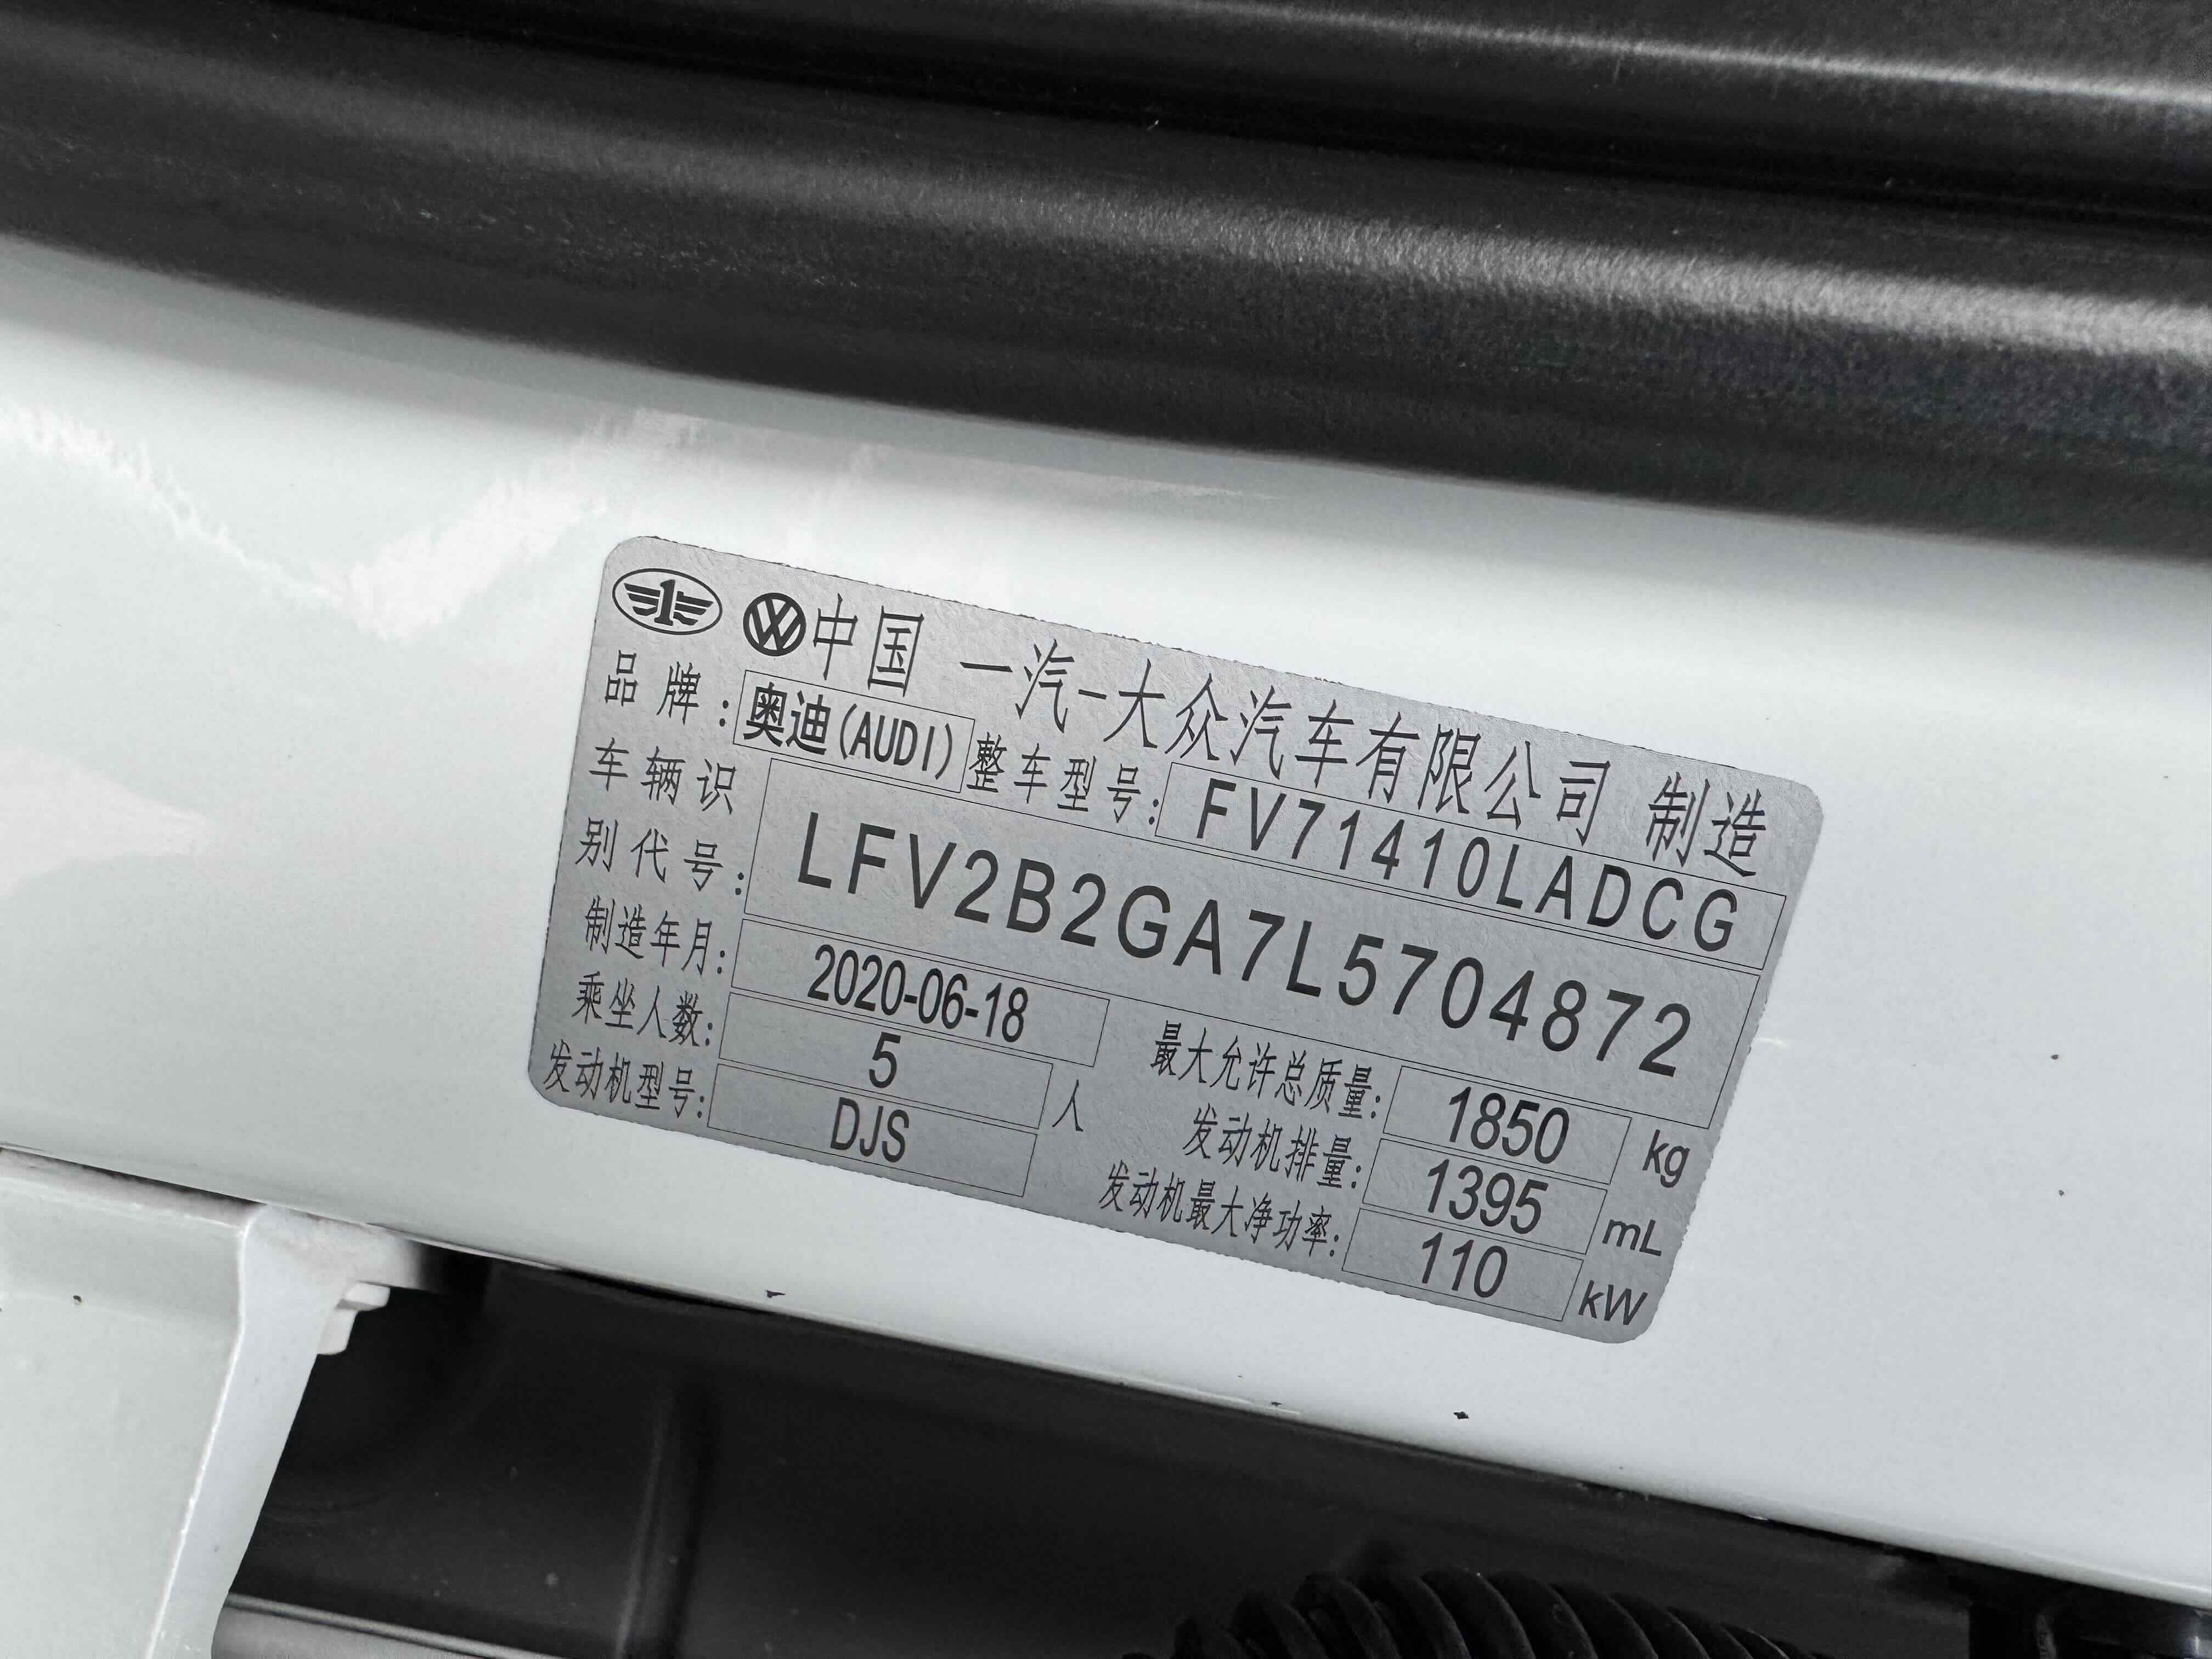 中国 一汽-大众汽车有限公司 制造
品牌:奥迪(AUDI) 整车型号:FV71410LADCG
车辆识别代号:LFV2B2GA7L5704872
制造年月:2020-06-18 最大允许总质量:1850 kg
乘坐人数:5 人 发动机排量:1395 mL
发动机型号:DJS 发动机最大净功率:110 kW